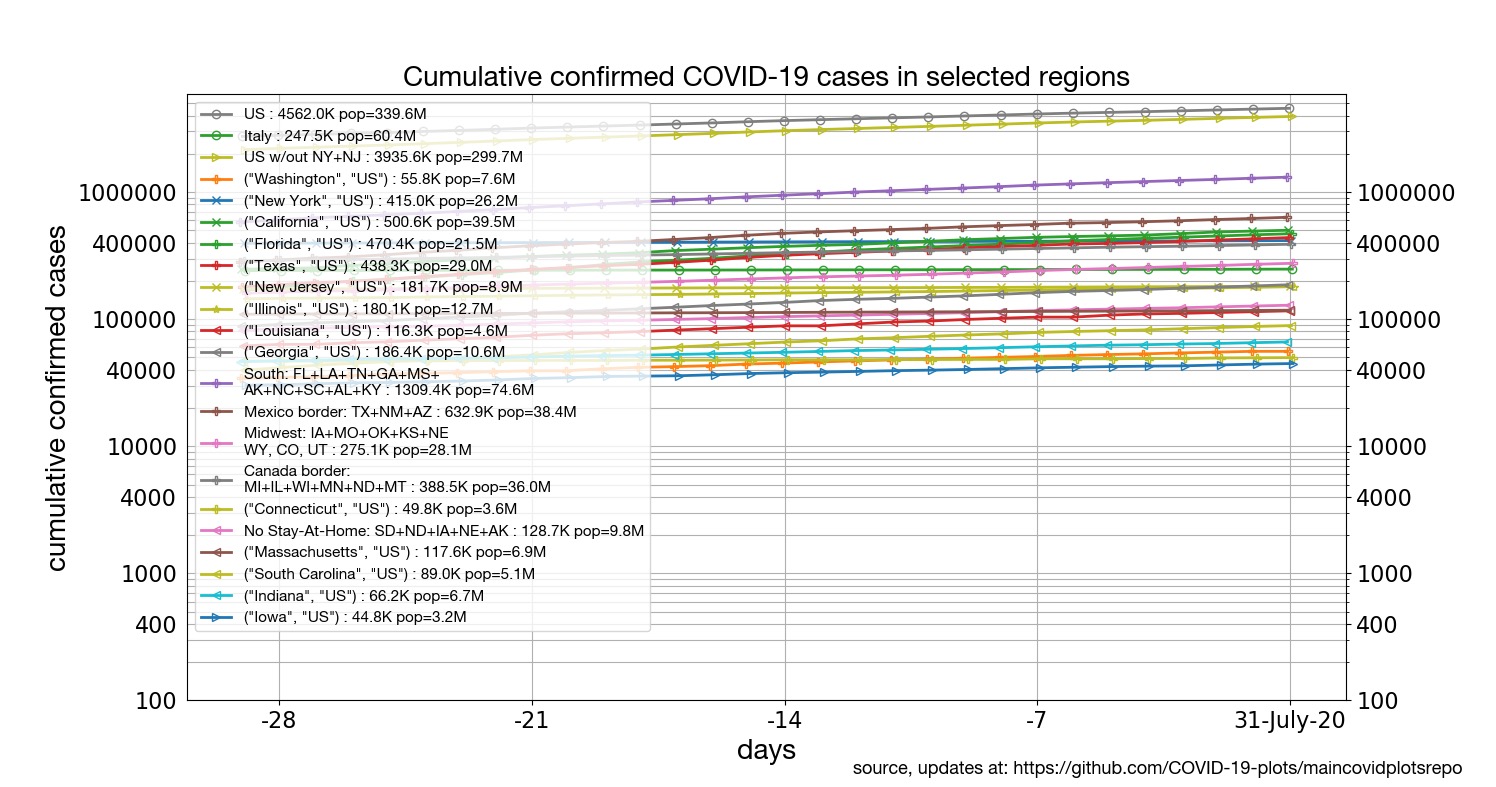 Cumulative confirmed COVID-19 cases in selected regions
US : 4562.0K pop=339.6M
Italy : 247.5K pop=60.4M
US w/out NY+NJ : 3935.6K pop=299.7M
("Washington", "US") : 55.8K pop=7.6M
("New York", "US") : 415.0K pop=26.2M
("California", "US") : 500.6K pop=39.5M
("Florida", "US") : 470.4K pop=21.5M
("Texas", "US") : 438.3K pop=29.0M
("New Jersey", "US") : 181.7K pop=8.9M
("Illinois", "US") : 180.1K pop=12.7M
("Louisiana", "US") : 116.3K pop=4.6M
("Georgia", "US") : 186.4K pop=10.6M
South: FL+LA+TN+GA+MS+
AK+NC+SC+AL+KY : 1309.4K pop=74.6M
Mexico border: TX+NM+AZ : 632.9K pop=38.4M
Midwest: IA+MO+OK+KS+NE
WY, CO, UT : 275.1K pop=28.1M
Canada border:
MI+IL+WI+MN+ND+MT : 388.5K pop=36.0M
("Connecticut", "US") : 49.8K pop=3.6M
No Stay-At-Home: SD+ND+IA+NE+AK : 128.7K pop=9.8M
("Massachusetts", "US") : 117.6K pop=6.9M
("South Carolina", "US") : 89.0K pop=5.1M
("Indiana", "US") : 66.2K pop=6.7M
("Iowa", "US") : 44.8K pop=3.2M
cumulative confirmed cases
1000000
400000
100000
40000
10000
4000
1000
400
100
1000000
400000
100000
40000
10000
4000
1000
400
100
-28
-21
-14
-7
31-July-20
days
source, updates at: https://github.com/COVID-19-plots/maincovidplotsrepo